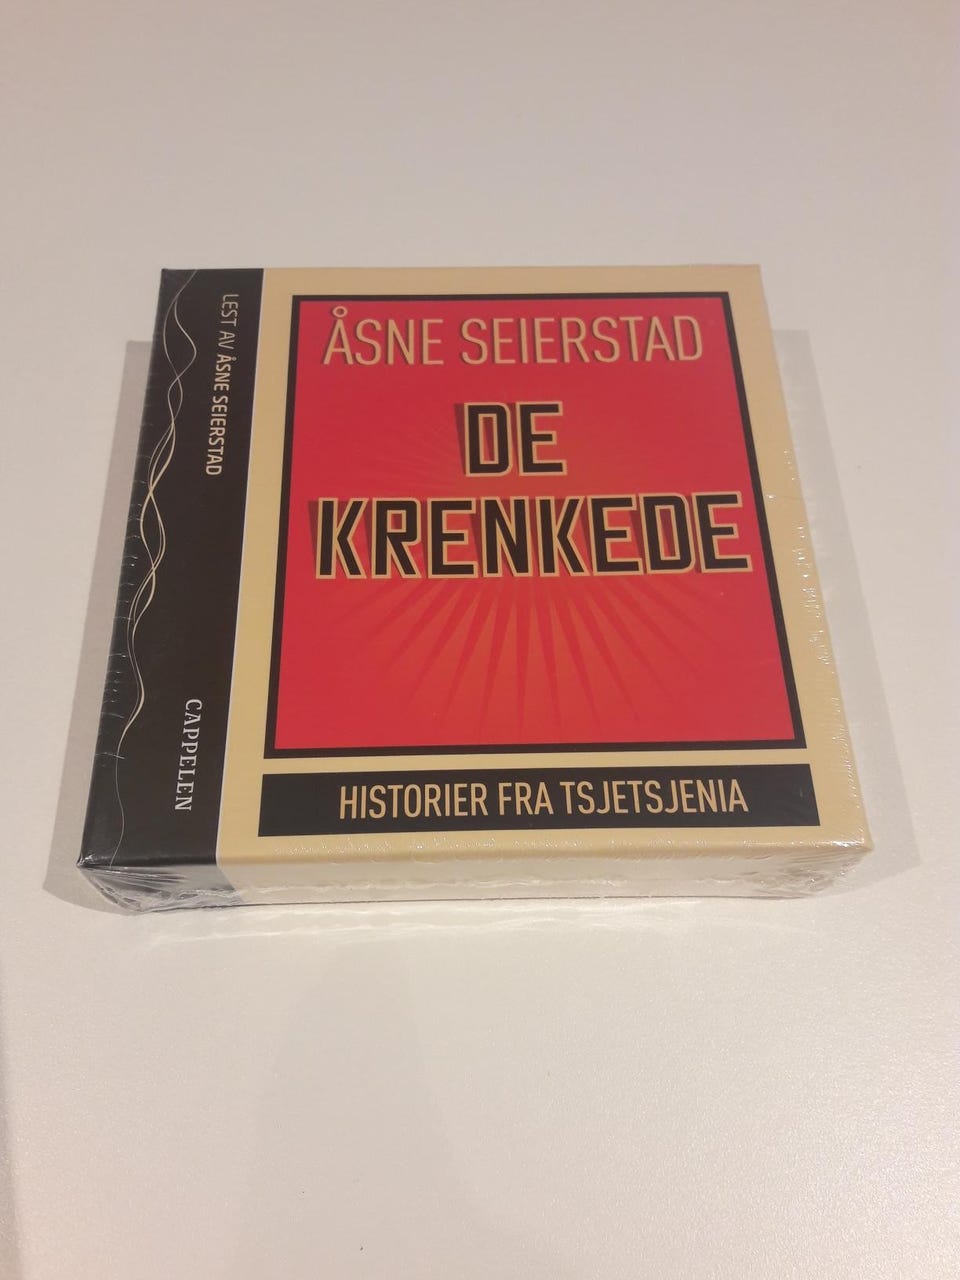 LEST AV ÅSNE SEIERSTAD
CAPPELEN
ÅSNE SEIERSTAD
DE
KRENKEDE
HISTORIER FRA TSJETSJENIA